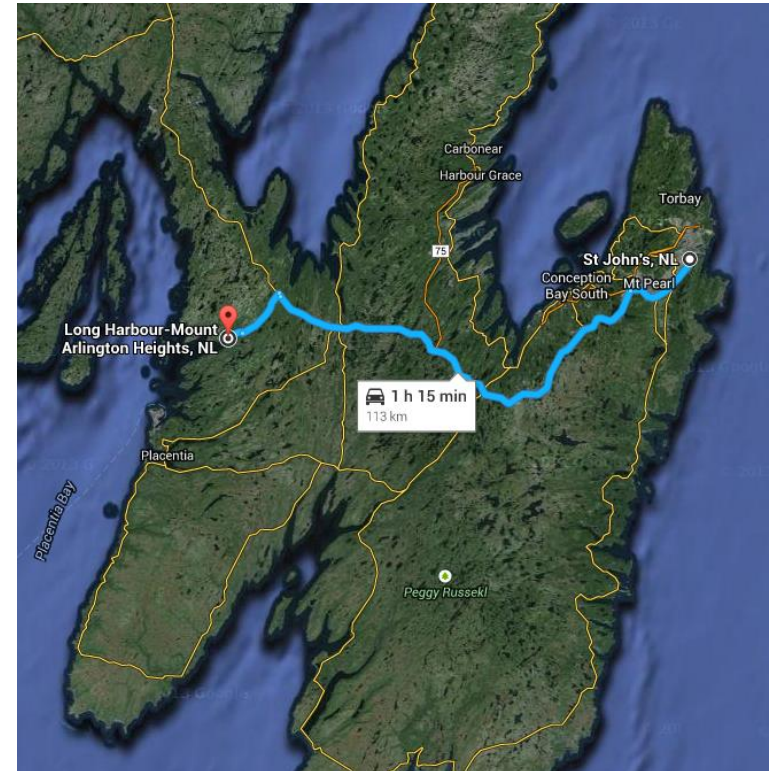 Carbonear
Harbour Grace
Torbay
75
St John's, NL
Conception
Bay South
Mt Pearl
Long Harbour-Mount
Arlington Heights, NL
1 h 15 min
113 km
Placentia
Placentia Bay
Peggy Russekl